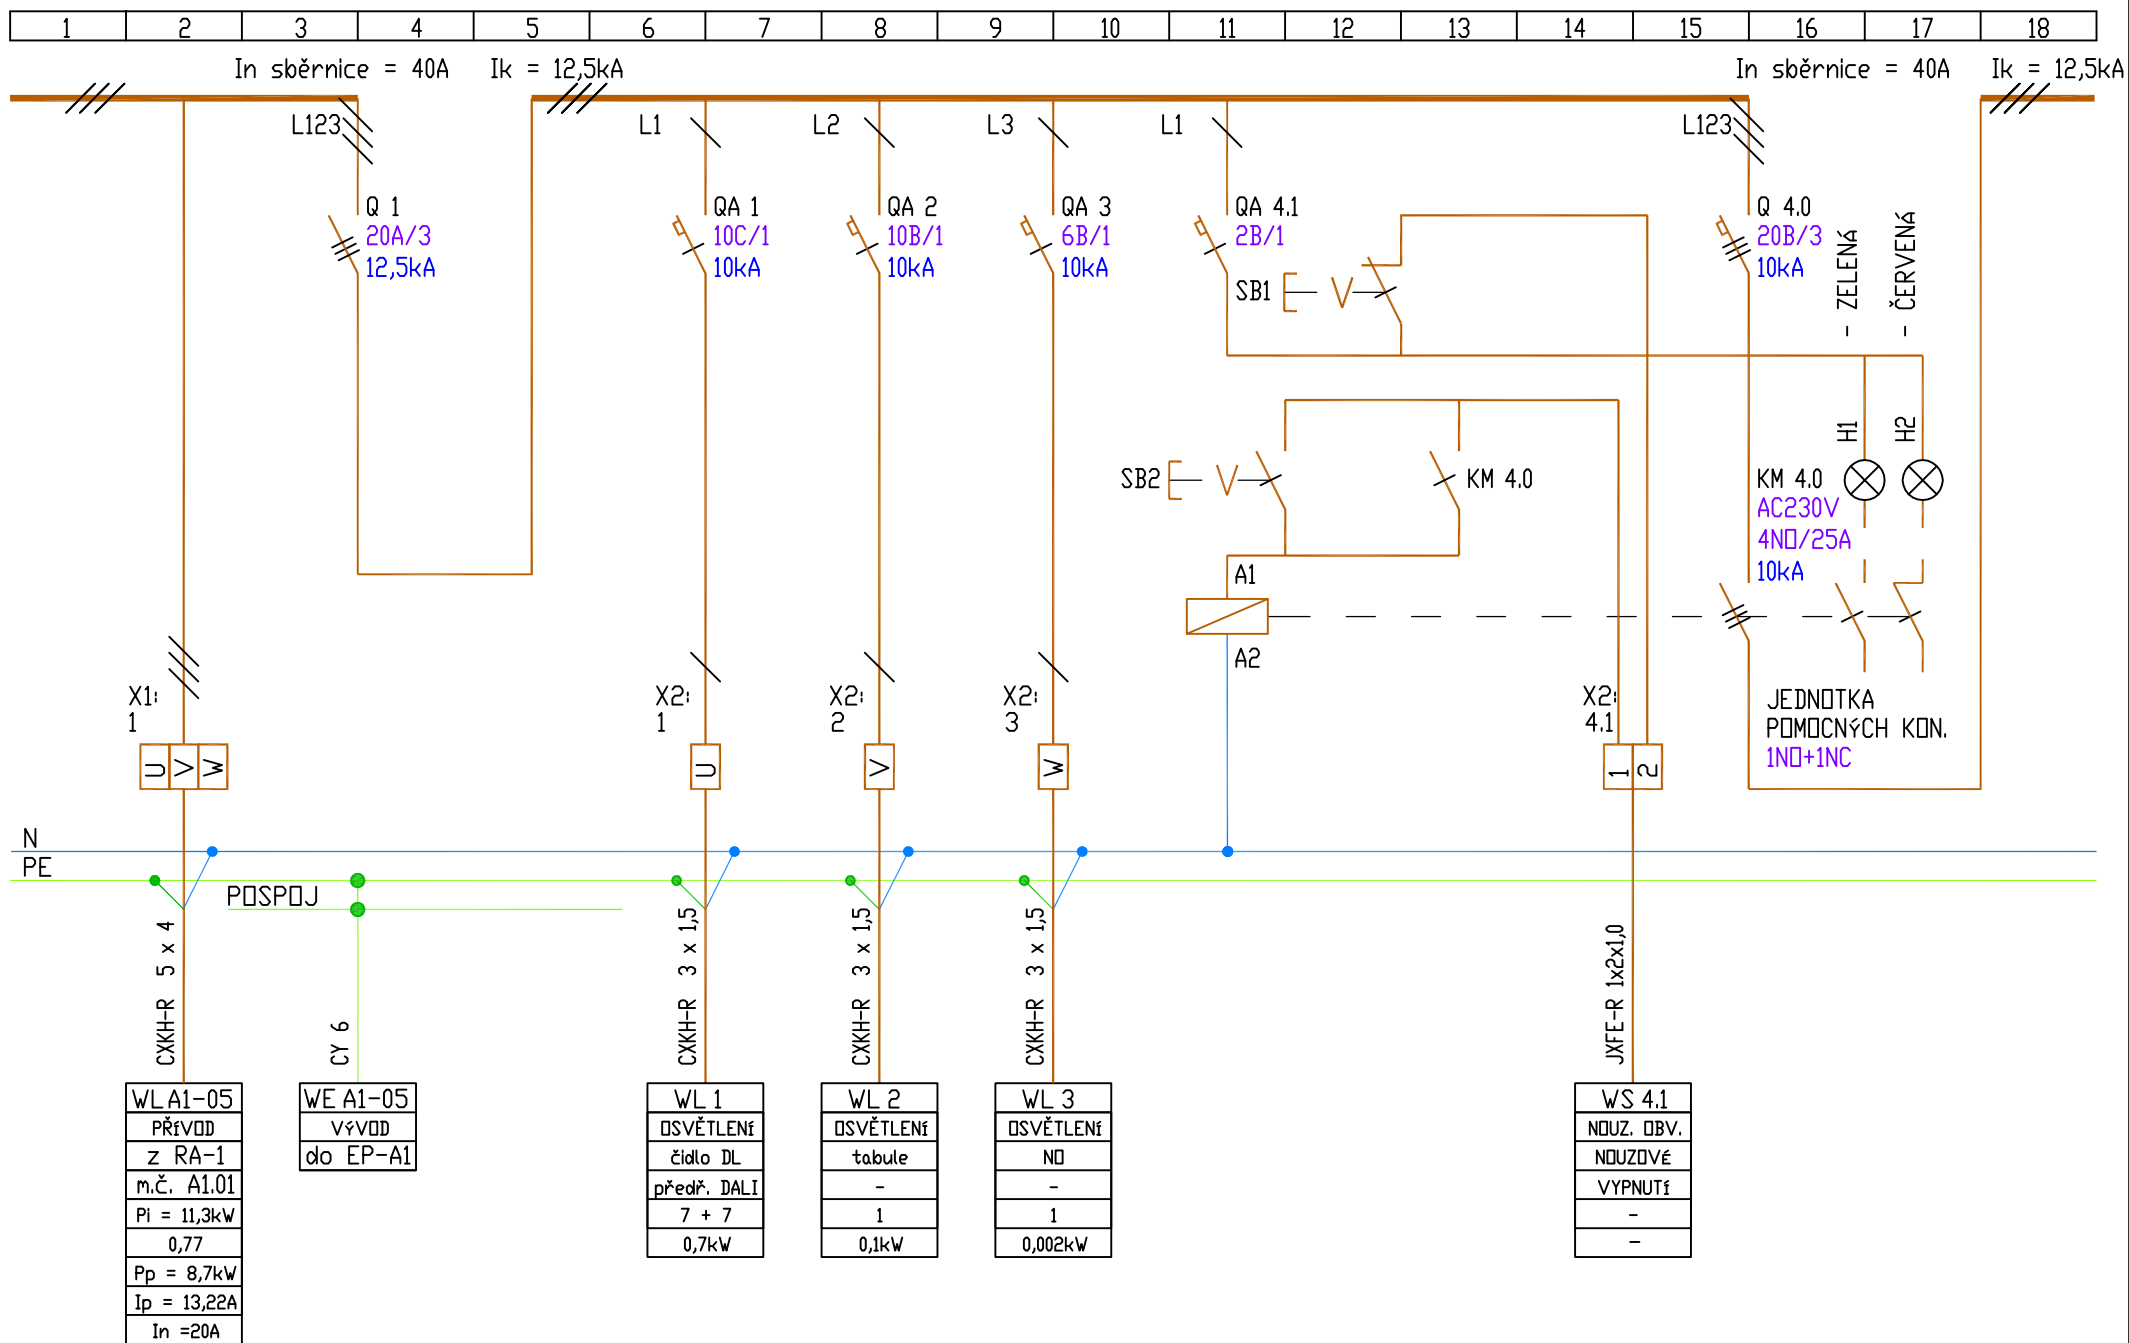 1 2 3 4 5 6 7 8 9 10 11 12 13 14 15 16 17 18
In sběrnice = 40A Ik = 12,5kA
In sběrnice = 40A Ik = 12,5kA
L123 L1 L2 L3 L1 L123
Q 1
20A/3
12,5kA
QA 1
10C/1
10kA
QA 2
10B/1
10kA
QA 3
6B/1
10kA
QA 4.1
2B/1
Q 4.0
20B/3
10kA
- ZELENÁ
- ČERVENÁ
SB1
V
H1
H2
SB2
V
KM 4.0
KM 4.0
AC230V
4NO/25A
10kA
A1
A2
X1:
1
X2:
1
X2:
2
X2:
3
X2:
4.1
JEDNOTKA
POMOCNÝCH KON.
1NO+1NC
U V W
U
V
W
1 2
N
PE
POSPOJ
CXKH-R 5 x 4
CY 6
CXKH-R 3 x 1,5
CXKH-R 3 x 1,5
CXKH-R 3 x 1,5
JXFE-R 1x2x1,0
WLA1-05
PŘÍVOD
z RA-1
m.č. A1.01
Pi = 11,3kW
0,77
Pp = 8,7kW
Ip = 13,22A
In =20A
WE A1-05
VÝVOD
do EP-A1
WL 1
OSVĚTLENÍ
čidlo DL
předř. DALI
7 + 7
0,7kW
WL 2
OSVĚTLENÍ
tabule
-
1
0,1kW
WL 3
OSVĚTLENÍ
NO
-
1
0,002kW
WS 4.1
NOUZ. OBV.
NOUZOVÉ
VYPNUTÍ
-
-